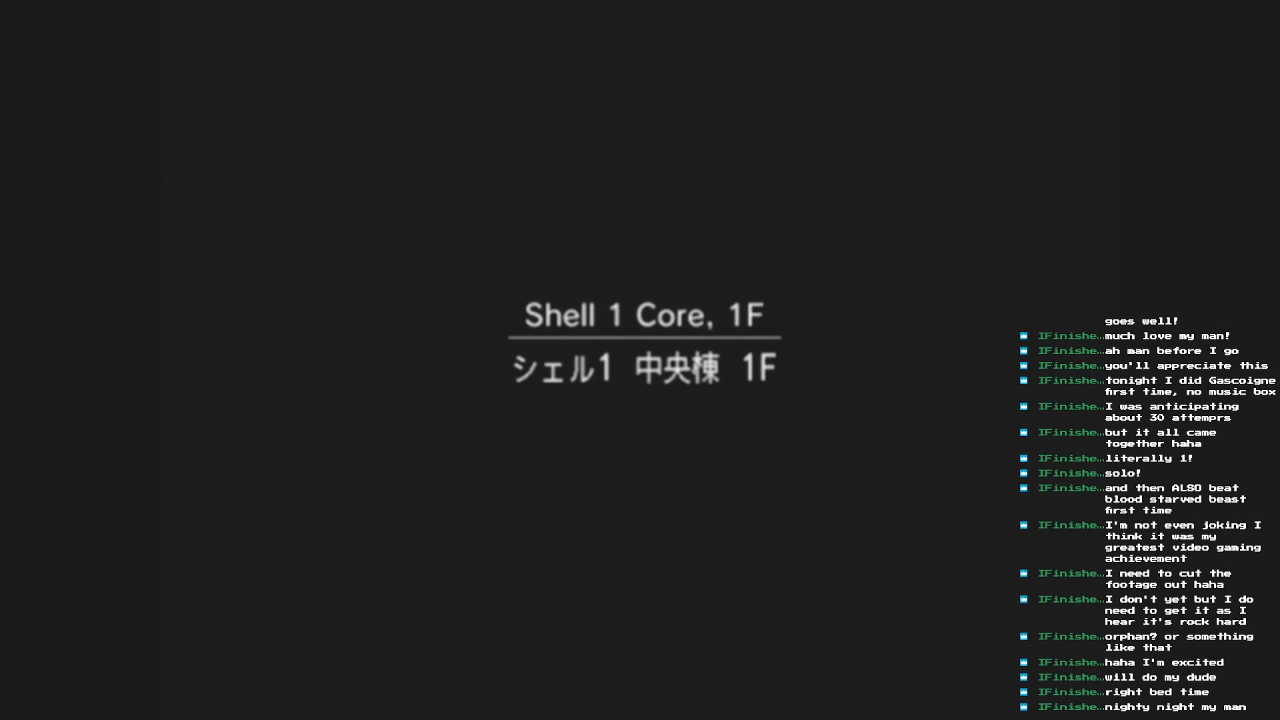 Shell 1 Core, 1F
シェル1 中央棟 1F
goes well!
IFinishe…much love my man!
IFinishe…ah man before I go
IFinishe…you'll appreciate this
IFinishe…tonight I did Gascoigne
first time, no music box
IFinishe…I was anticipating
about 30 attemprs
IFinishe…but it all came
together haha
IFinishe…literally 1!
IFinishe…solo!
IFinishe…and then ALSO beat
blood starved beast
first time
IFinishe…I'm not even joking I
think it was my
greatest video gaming
achievement
IFinishe…I need to cut the
footage out haha
IFinishe…I don't yet but I do
need to get it as I
hear it's rock hard
IFinishe…orphan? or something
like that
IFinishe…haha I'm excited
IFinishe…will do my dude
IFinishe…right bed time
IFinishe…nighty night my man